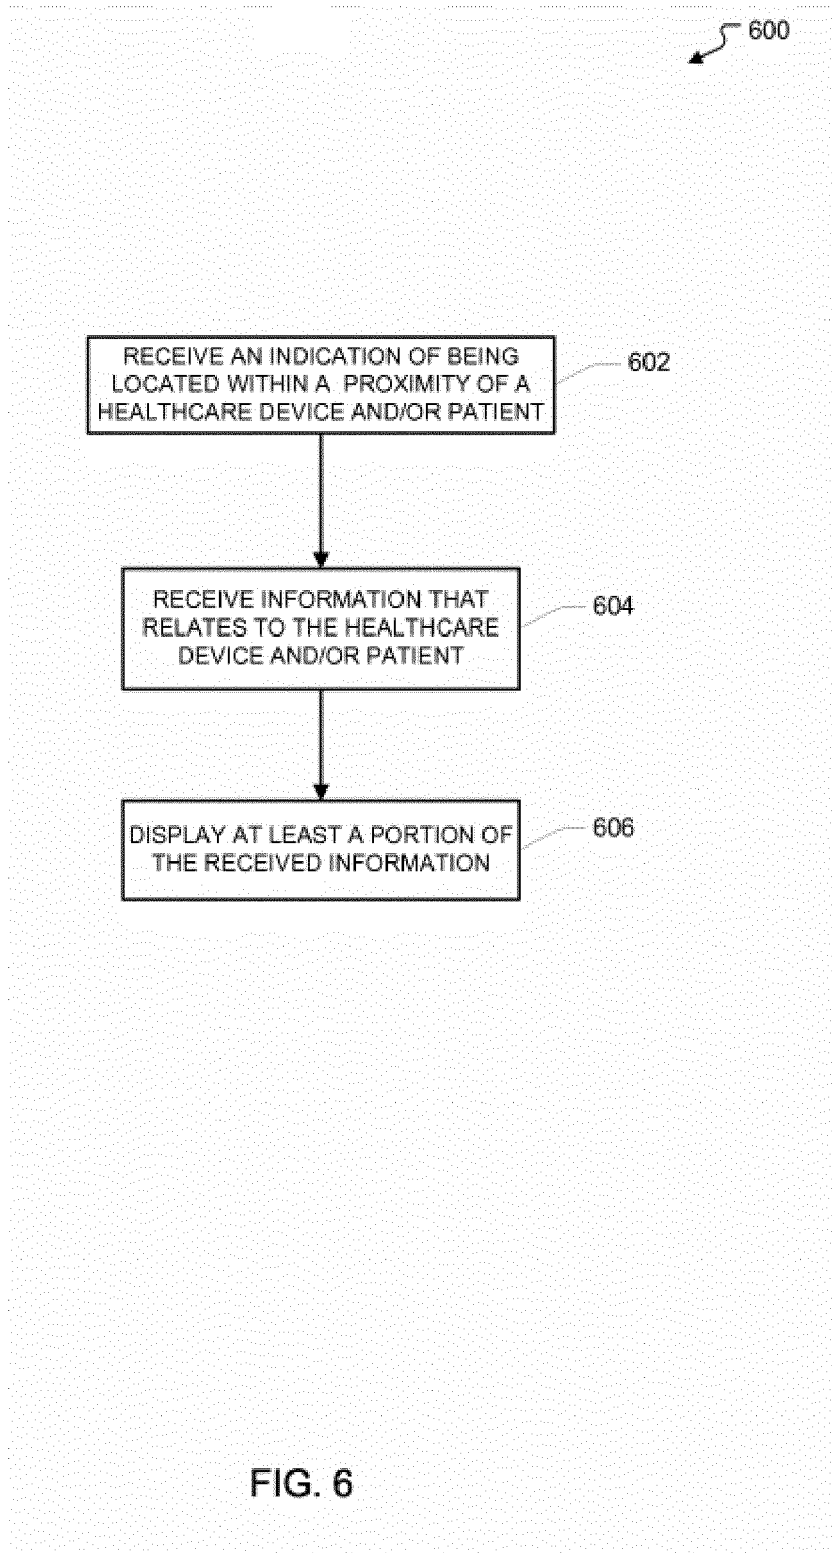 600
RECEIVE AN INDICATION OF BEING
LOCATED WITHIN A PROXIMITY OF A
HEALTHCARE DEVICE AND/OR PATIENT
602
RECEIVE INFORMATION THAT
RELATES TO THE HEALTHCARE
DEVICE AND/OR PATIENT
604
DISPLAY AT LEAST A PORTION OF
THE RECEIVED INFORMATION
606
FIG. 6